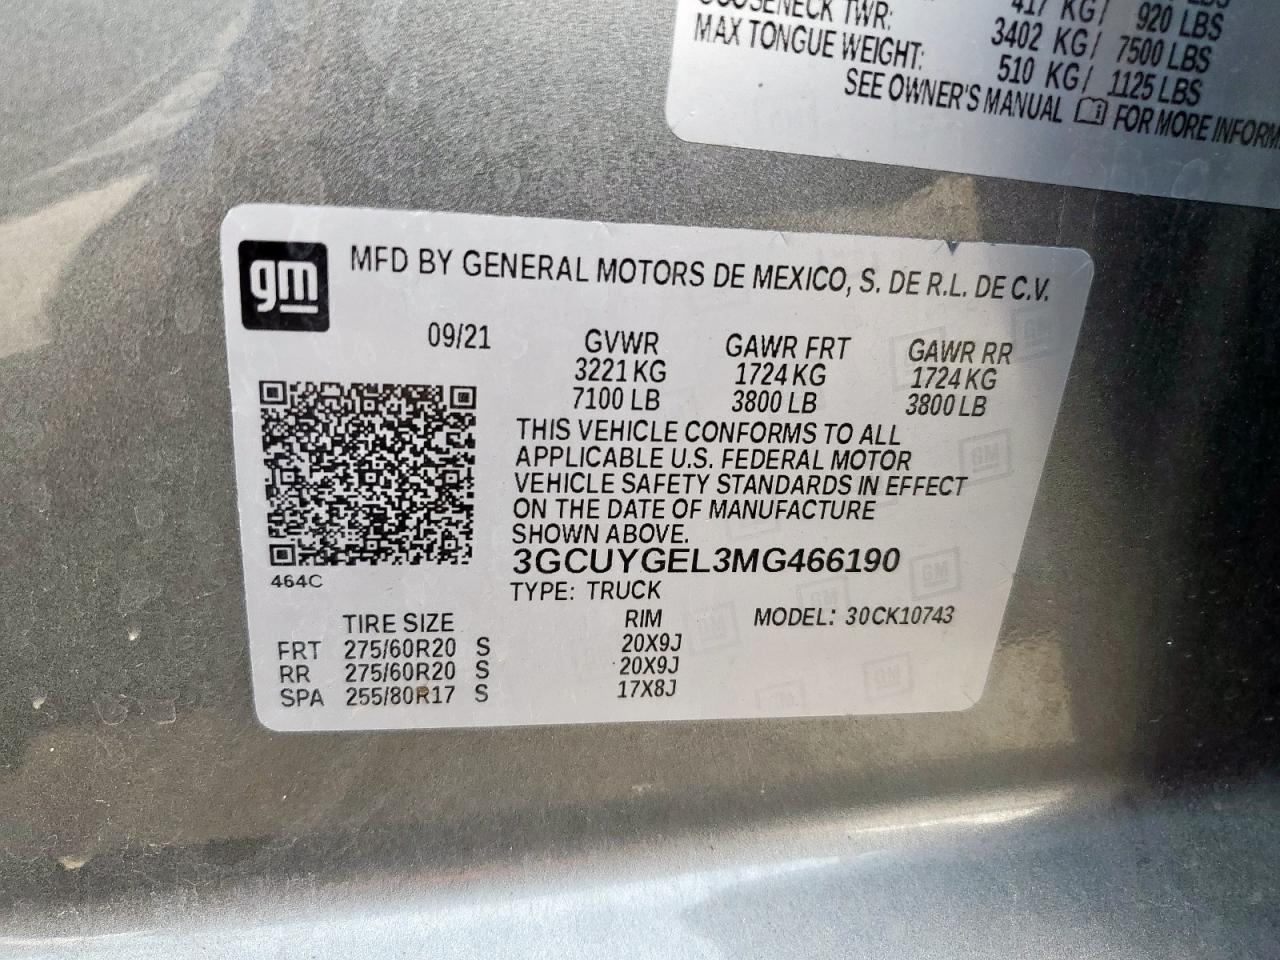 417 KG/ 920 LBS
GOOSENECK TWR: 3402 KG/ 7500 LBS
MAX TONGUE WEIGHT: 510 KG/ 1125 LBS
SEE OWNER'S MANUAL FOR MORE INFORM
gm
MFD BY GENERAL MOTORS DE MEXICO, S. DE R.L. DE C.V.
09/21 GVWR GAWR FRT GAWR RR
3221 KG 1724 KG 1724 KG
7100 LB 3800 LB 3800 LB
THIS VEHICLE CONFORMS TO ALL
APPLICABLE U.S. FEDERAL MOTOR
VEHICLE SAFETY STANDARDS IN EFFECT
ON THE DATE OF MANUFACTURE
SHOWN ABOVE.
3GCUYGEL3MG466190
464C
TYPE: TRUCK
TIRE SIZE RIM MODEL: 30CK10743
FRT 275/60R20 S 20X9J
RR 275/60R20 S 20X9J
SPA 255/80R17 S 17X8J